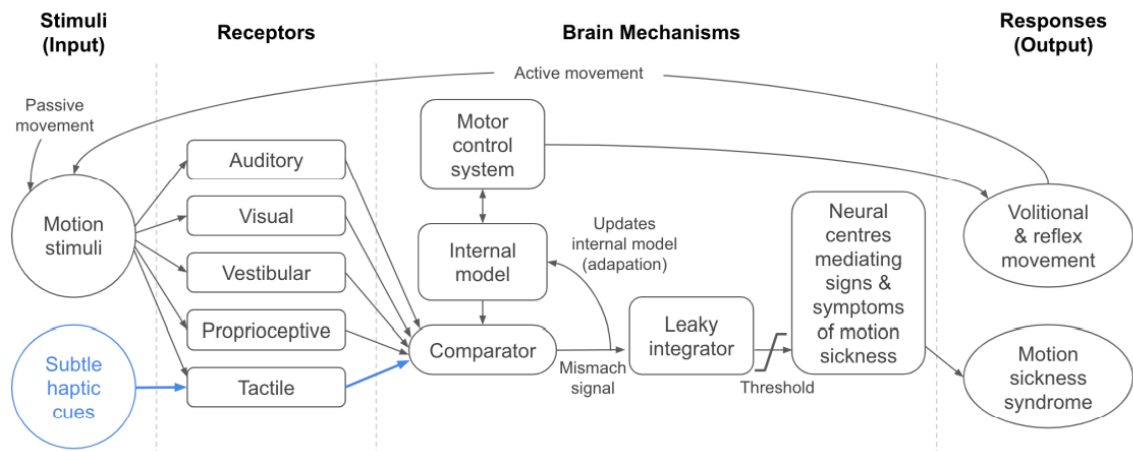 Stimuli
(Input)
Receptors
Brain Mechanisms
Responses
(Output)
Active movement
Passive
movement
Motion
stimuli
Subtle
haptic
cues
Auditory
Visual
Vestibular
Proprioceptive
Tactile
Motor
control
system
Internal
model
Comparator
Updates
internal model
(adapation)
Mismach
signal
Leaky
integrator
Threshold
Neural
centres
mediating
signs &
symptoms
of motion
sickness
Volitional
& reflex
movement
Motion
sickness
syndrome